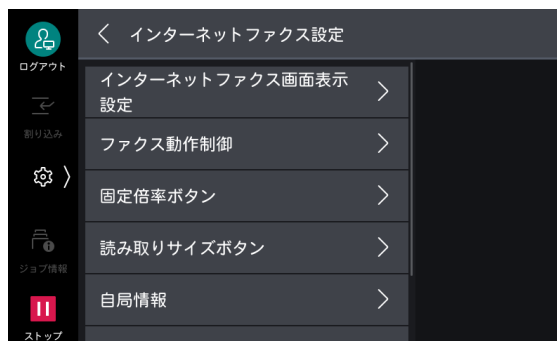 インターネットファクス設定
ログアウト
割り込み
ジョブ情報
ストップ
インターネットファクス画面表示
設定
ファクス動作制御
固定倍率ボタン
読み取りサイズボタン
自局情報